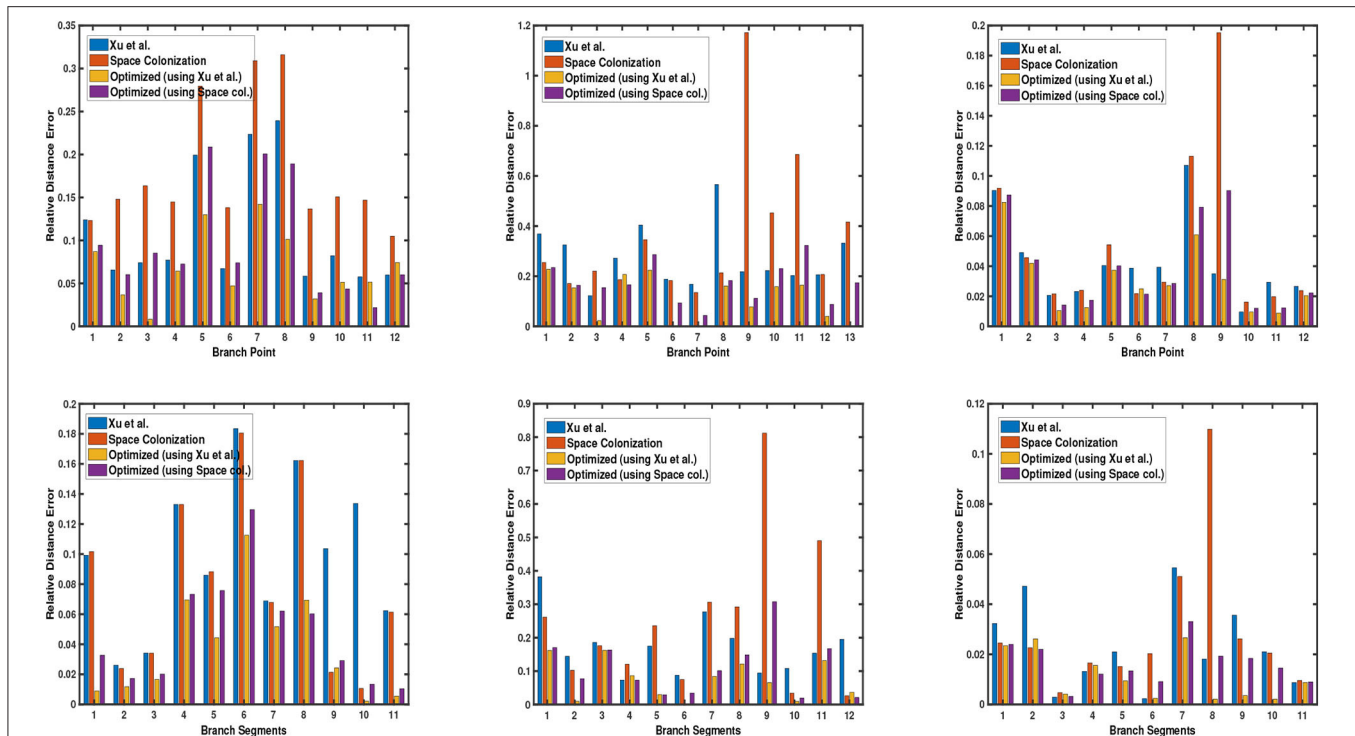 0.35
0.3
0.25
0.2
0.15
0.1
0.05
0
Relative Distance Error
Xu et al.
Space Colonization
Optimized (using Xu et al.)
Optimized (using Space col.)
1 2 3 4 5 6 7 8 9 10 11 12
Branch Point
1.2
1
0.8
0.6
0.4
0.2
0
Relative Distance Error
Xu et al.
Space Colonization
Optimized (using Xu et al.)
Optimized (using Space col.)
1 2 3 4 5 6 7 8 9 10 11 12 13
Branch Point
0.2
0.18
0.16
0.14
0.12
0.1
0.08
0.06
0.04
0.02
0
Relative Distance Error
Xu et al.
Space Colonization
Optimized (using Xu et al.)
Optimized (using Space col.)
1 2 3 4 5 6 7 8 9 10 11 12
Branch Point
0.2
0.18
0.16
0.14
0.12
0.1
0.08
0.06
0.04
0.02
0
Relative Distance Error
Xu et al.
Space Colonization
Optimized (using Xu et al.)
Optimized (using Space col.)
1 2 3 4 5 6 7 8 9 10 11
Branch Segments
0.9
0.8
0.7
0.6
0.5
0.4
0.3
0.2
0.1
0
Relative Distance Error
Xu et al.
Space Colonization
Optimized (using Xu et al.)
Optimized (using Space col.)
1 2 3 4 5 6 7 8 9 10 11 12
Branch Segments
0.12
0.1
0.08
0.06
0.04
0.02
0
Relative Distance Error
Xu et al.
Space Colonization
Optimized (using Xu et al.)
Optimized (using Space col.)
1 2 3 4 5 6 7 8 9 10 11
Branch Segments